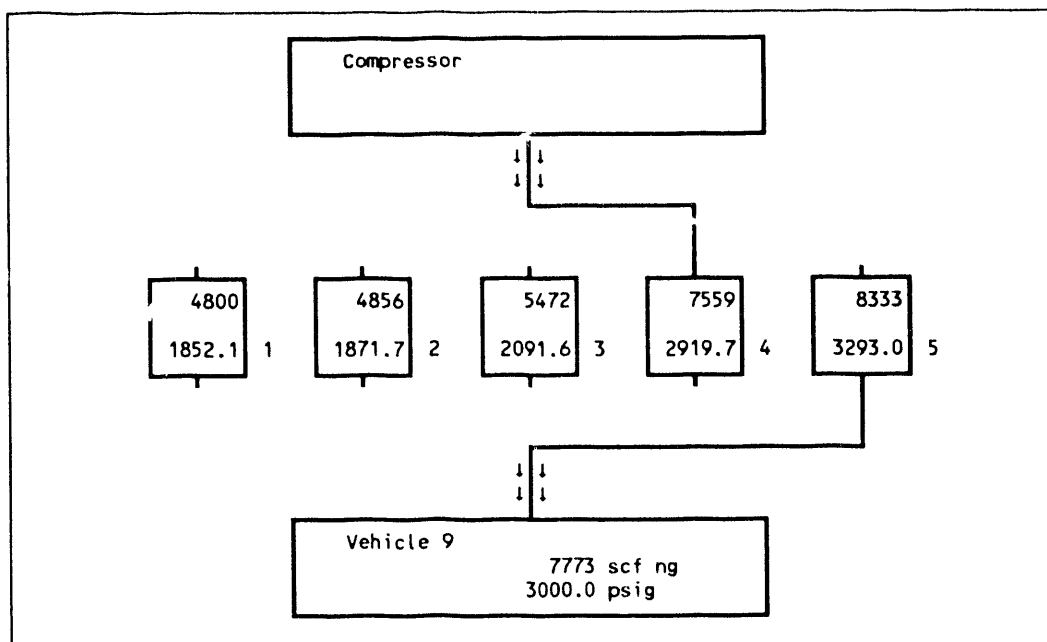 Compressor
↓ ↓
↓ ↓
4800 4856 5472 7559 8333
1852.1 1 1871.7 2 2091.6 3 2919.7 4 3293.0 5
↓ ↓
↓ ↓
Vehicle 9
7773 scf ng
3000.0 psig